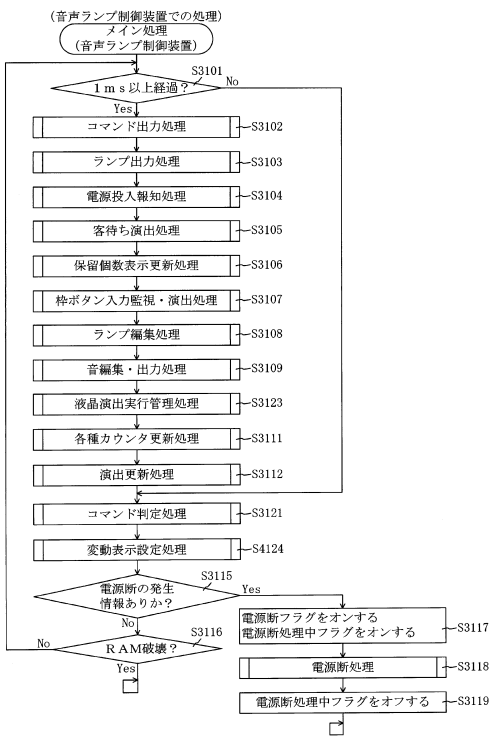 (音声ランプ制御装置での処理)
メイン処理
(音声ランプ制御装置)
S3101
1ms以上経過?
No
Yes
コマンド出力処理
S3102
ランプ出力処理
S3103
電源投入報知処理
S3104
客待ち演出処理
S3105
保留個数表示更新処理
S3106
枠ボタン入力監視・演出処理
S3107
ランプ編集処理
S3108
音編集・出力処理
S3109
液晶演出実行管理処理
S3123
各種カウンタ更新処理
S3111
演出更新処理
S3112
コマンド判定処理
S3121
変動表示設定処理
S4124
S3115
電源断の発生
情報ありか?
Yes
No
電源断フラグをオンする
電源断処理中フラグをオンする
S3117
S3116
RAM破壊?
No
Yes
電源断処理
S3118
電源断処理中フラグをオフする
S3119